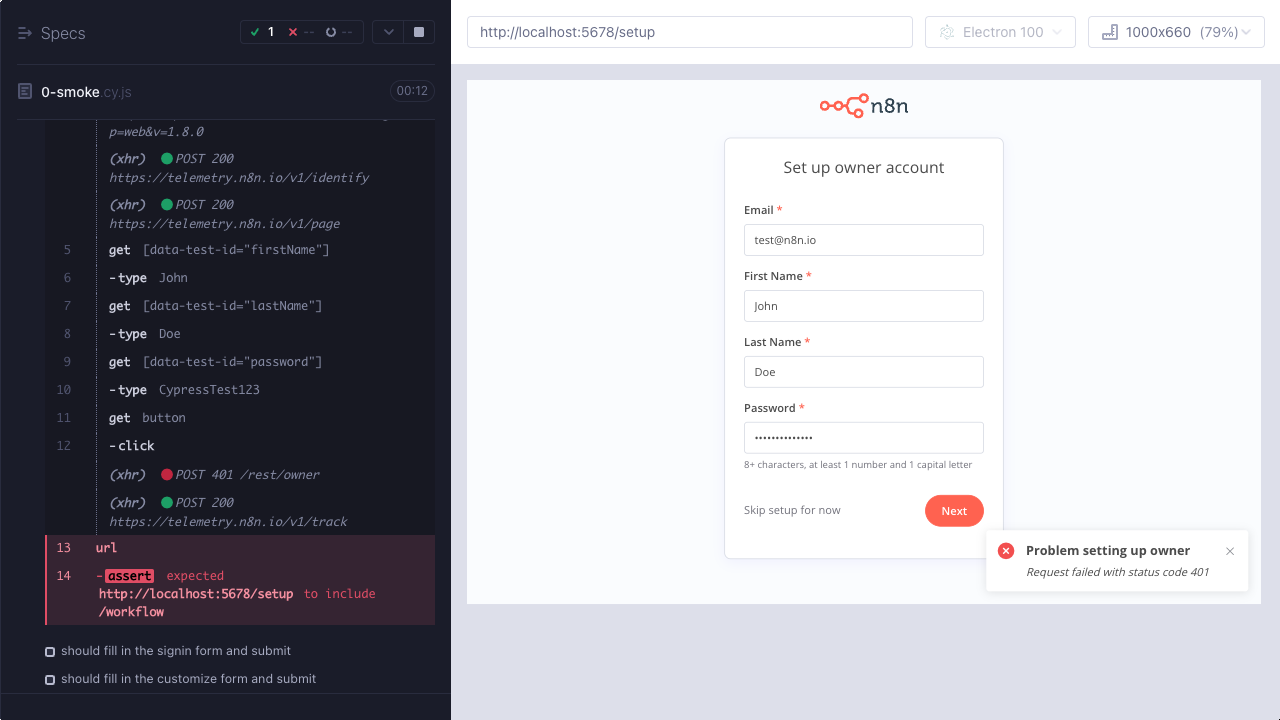 Specs
1
--
--
0-smoke.cy.js
00:12
p=web&v=1.8.0
(xhr) POST 200
https://telemetry.n8n.io/v1/identify
(xhr) POST 200
https://telemetry.n8n.io/v1/page
5 get [data-test-id="firstName"]
6 -type John
7 get [data-test-id="lastName"]
8 -type Doe
9 get [data-test-id="password"]
10 -type CypressTest123
11 get button
12 -click
(xhr) POST 401 /rest/owner
(xhr) POST 200
https://telemetry.n8n.io/v1/track
13 url
14 -assert expected
http://localhost:5678/setup to include
/workflow
should fill in the signin form and submit
should fill in the customize form and submit
http://localhost:5678/setup
Electron 100
1000x660 (79%)
n8n
Set up owner account
Email *
test@n8n.io
First Name *
John
Last Name *
Doe
Password *
••••••••••••••
8+ characters, at least 1 number and 1 capital letter
Skip setup for now
Next
Problem setting up owner
Request failed with status code 401